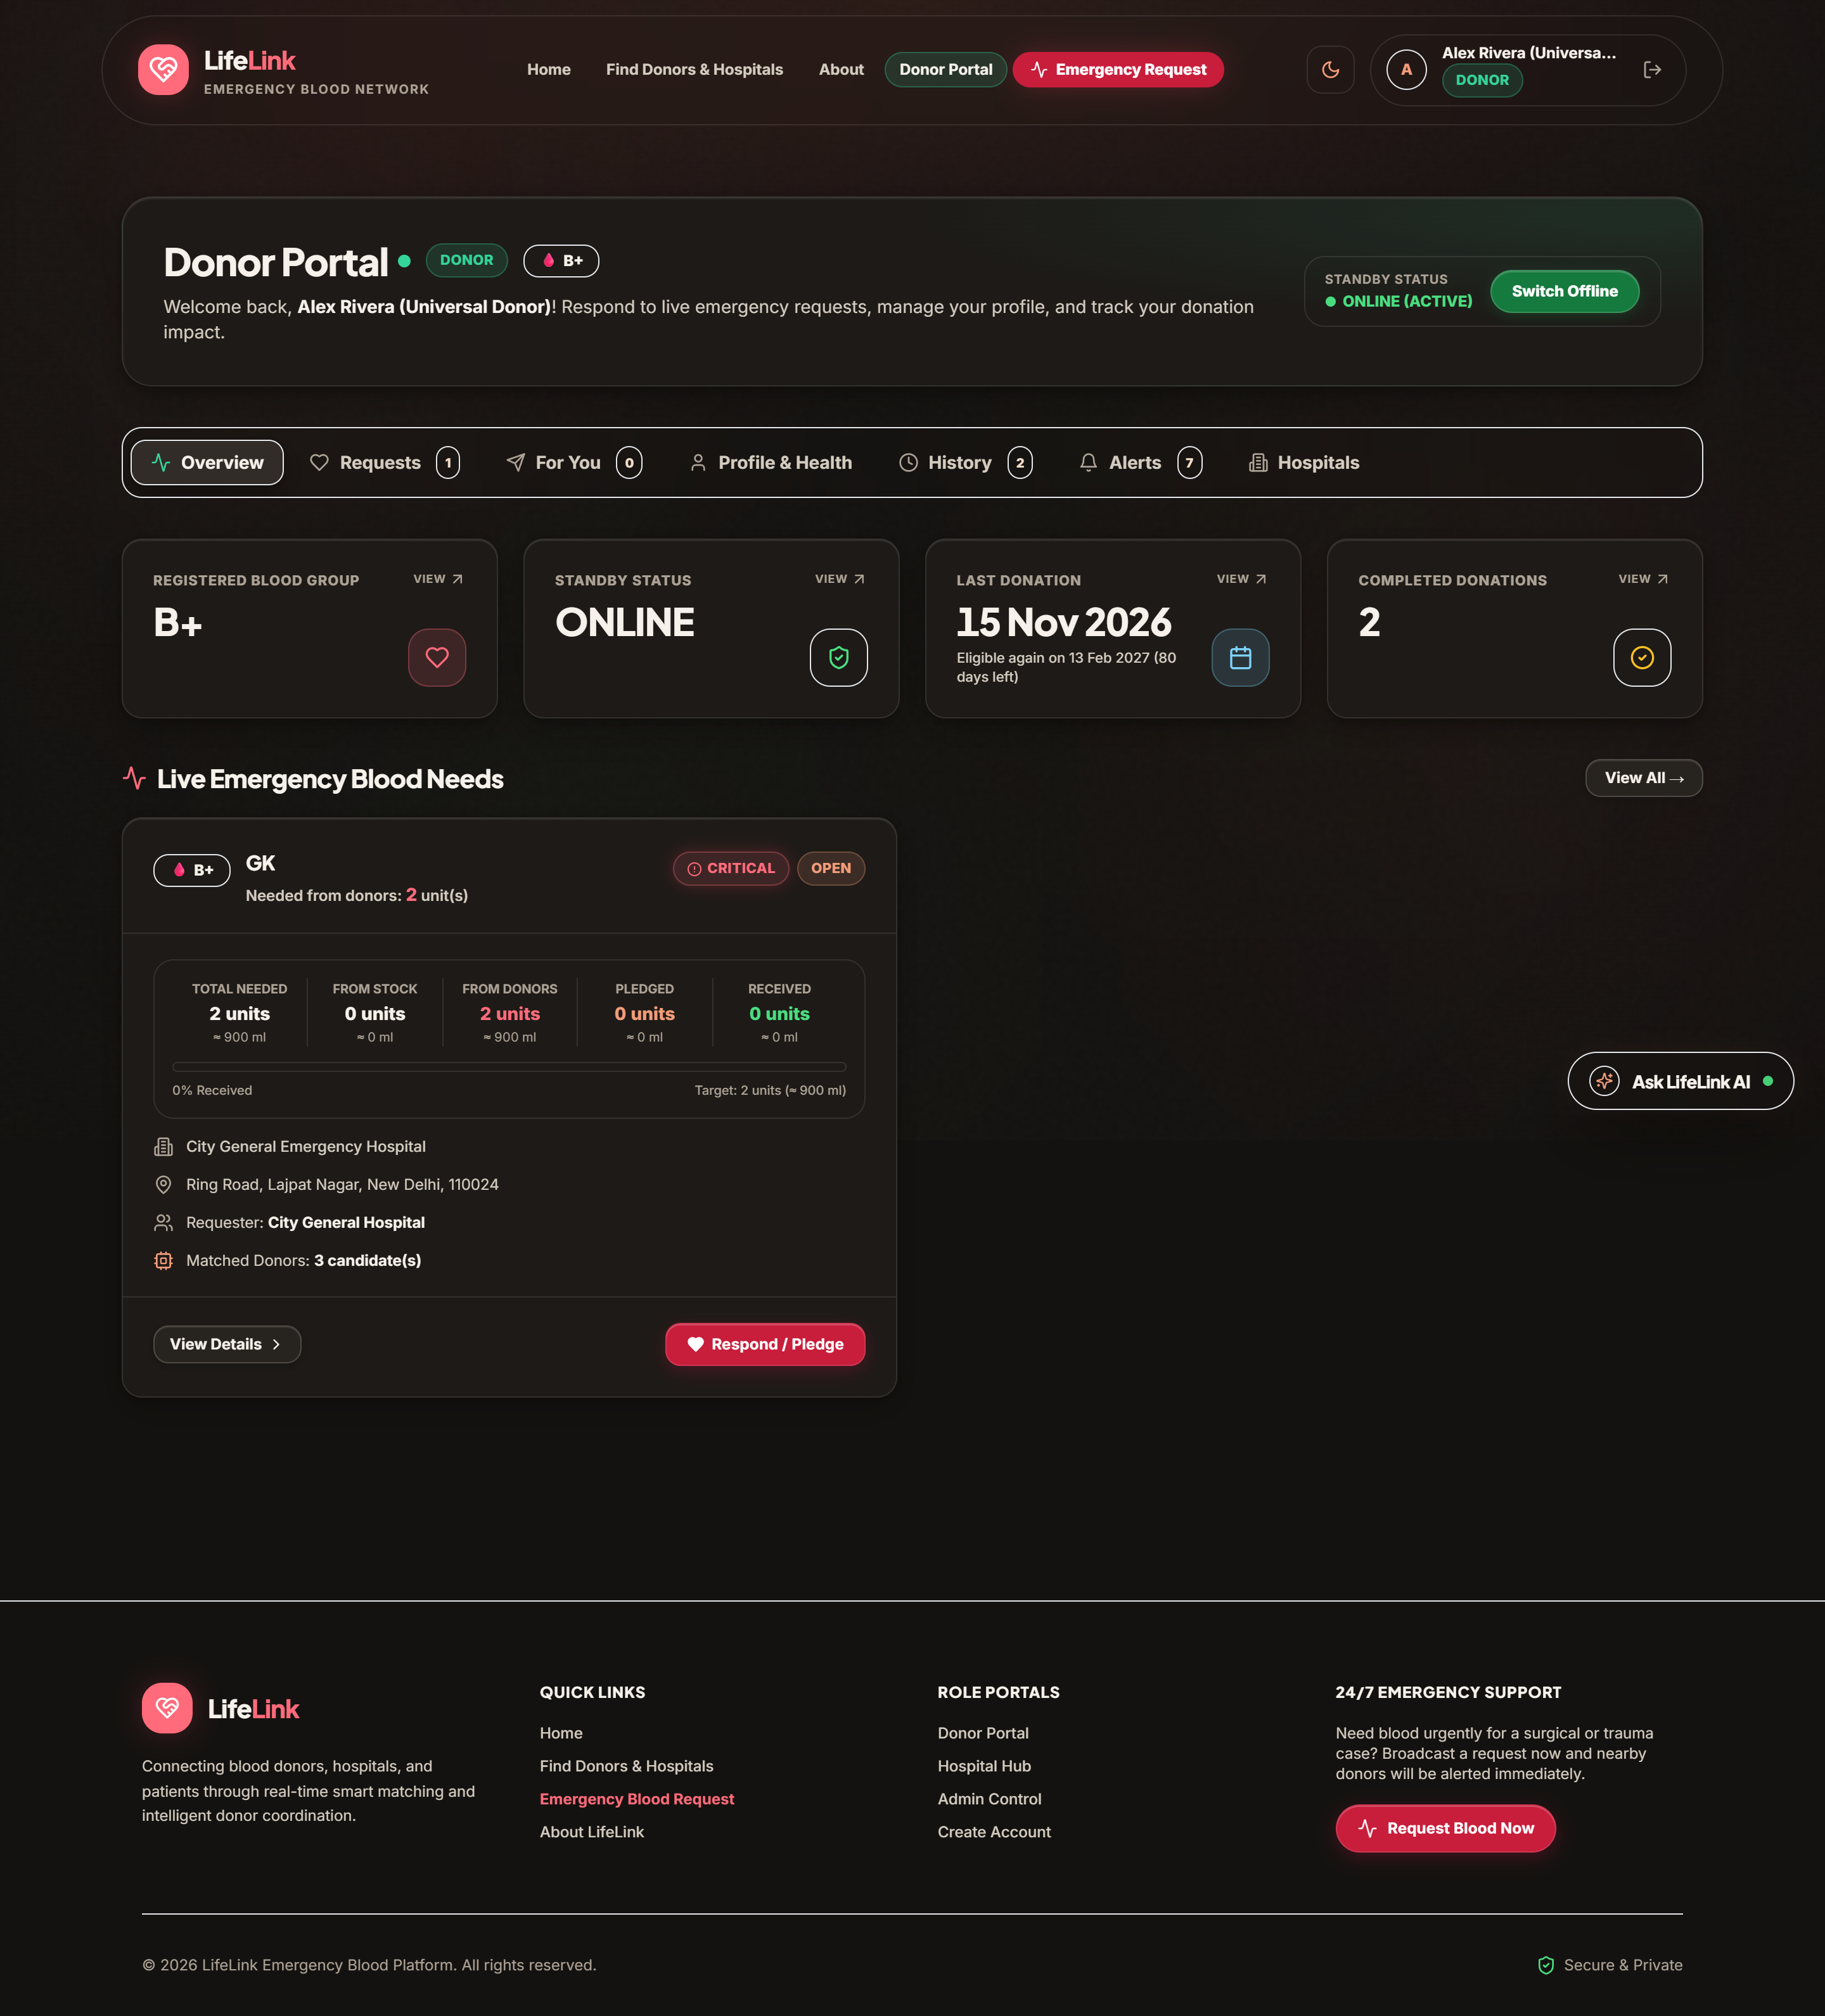 LifeLink
EMERGENCY BLOOD NETWORK
Home
Find Donors & Hospitals
About
Donor Portal
Emergency Request
A
Alex Rivera (Universa...
DONOR
Donor Portal
DONOR
B+
Welcome back, Alex Rivera (Universal Donor)! Respond to live emergency requests, manage your profile, and track your donation
impact.
STANDBY STATUS
ONLINE (ACTIVE)
Switch Offline
Overview
Requests 1
For You 0
Profile & Health
History 2
Alerts 7
Hospitals
REGISTERED BLOOD GROUP
VIEW
B+
STANDBY STATUS
VIEW
ONLINE
LAST DONATION
VIEW
15 Nov 2026
Eligible again on 13 Feb 2027 (80
days left)
COMPLETED DONATIONS
VIEW
2
Live Emergency Blood Needs
View All →
B+
GK
Needed from donors: 2 unit(s)
CRITICAL
OPEN
TOTAL NEEDED
2 units
≈ 900 ml
FROM STOCK
0 units
≈ 0 ml
FROM DONORS
2 units
≈ 900 ml
PLEDGED
0 units
≈ 0 ml
RECEIVED
0 units
≈ 0 ml
0% Received
Target: 2 units (≈ 900 ml)
City General Emergency Hospital
Ring Road, Lajpat Nagar, New Delhi, 110024
Requester: City General Hospital
Matched Donors: 3 candidate(s)
View Details
Respond / Pledge
Ask LifeLink AI
LifeLink
Connecting blood donors, hospitals, and
patients through real-time smart matching and
intelligent donor coordination.
QUICK LINKS
Home
Find Donors & Hospitals
Emergency Blood Request
About LifeLink
ROLE PORTALS
Donor Portal
Hospital Hub
Admin Control
Create Account
24/7 EMERGENCY SUPPORT
Need blood urgently for a surgical or trauma
case? Broadcast a request now and nearby
donors will be alerted immediately.
Request Blood Now
© 2026 LifeLink Emergency Blood Platform. All rights reserved.
Secure & Private